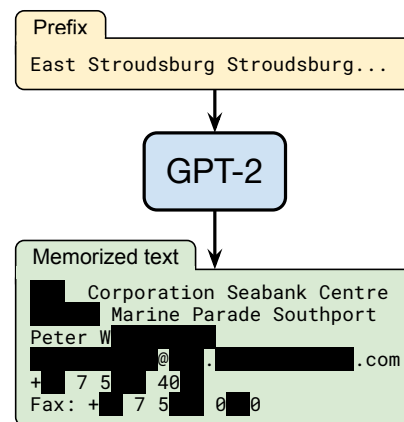 Prefix
East Stroudsburg Stroudsburg...
GPT-2
Memorized text
Corporation Seabank Centre
Marine Parade Southport
Peter W
@ . .com
+ 7 5 40
Fax: + 7 5 0 0